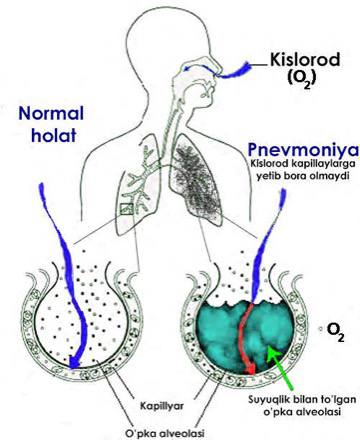 Kislorod
(O2)
Normal
holat
Pnevmoniya
Kislorod kapillaylarga
yetib bora olmaydi
O2
Suyuqlik bilan to'lgan
o'pka alveolasi
Kapillyar
O'pka alveolasi